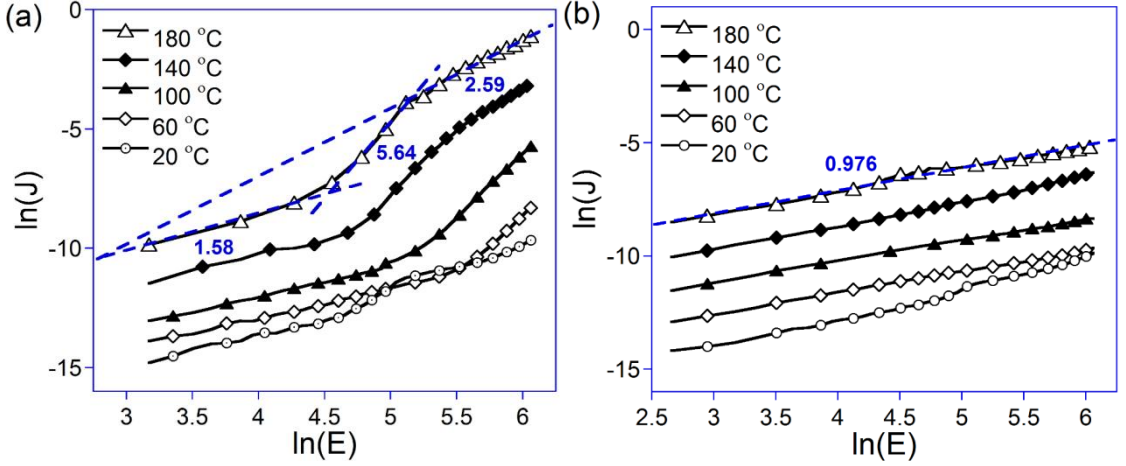 (a)
0
-5
-10
-15
ln(J)
180 °C
140 °C
100 °C
60 °C
20 °C
2.59
5.64
1.58
3 3.5 4 4.5 5 5.5 6
ln(E)
(b)
0
-5
-10
-15
ln(J)
180 °C
140 °C
100 °C
60 °C
20 °C
0.976
2.5 3 3.5 4 4.5 5 5.5 6
ln(E)